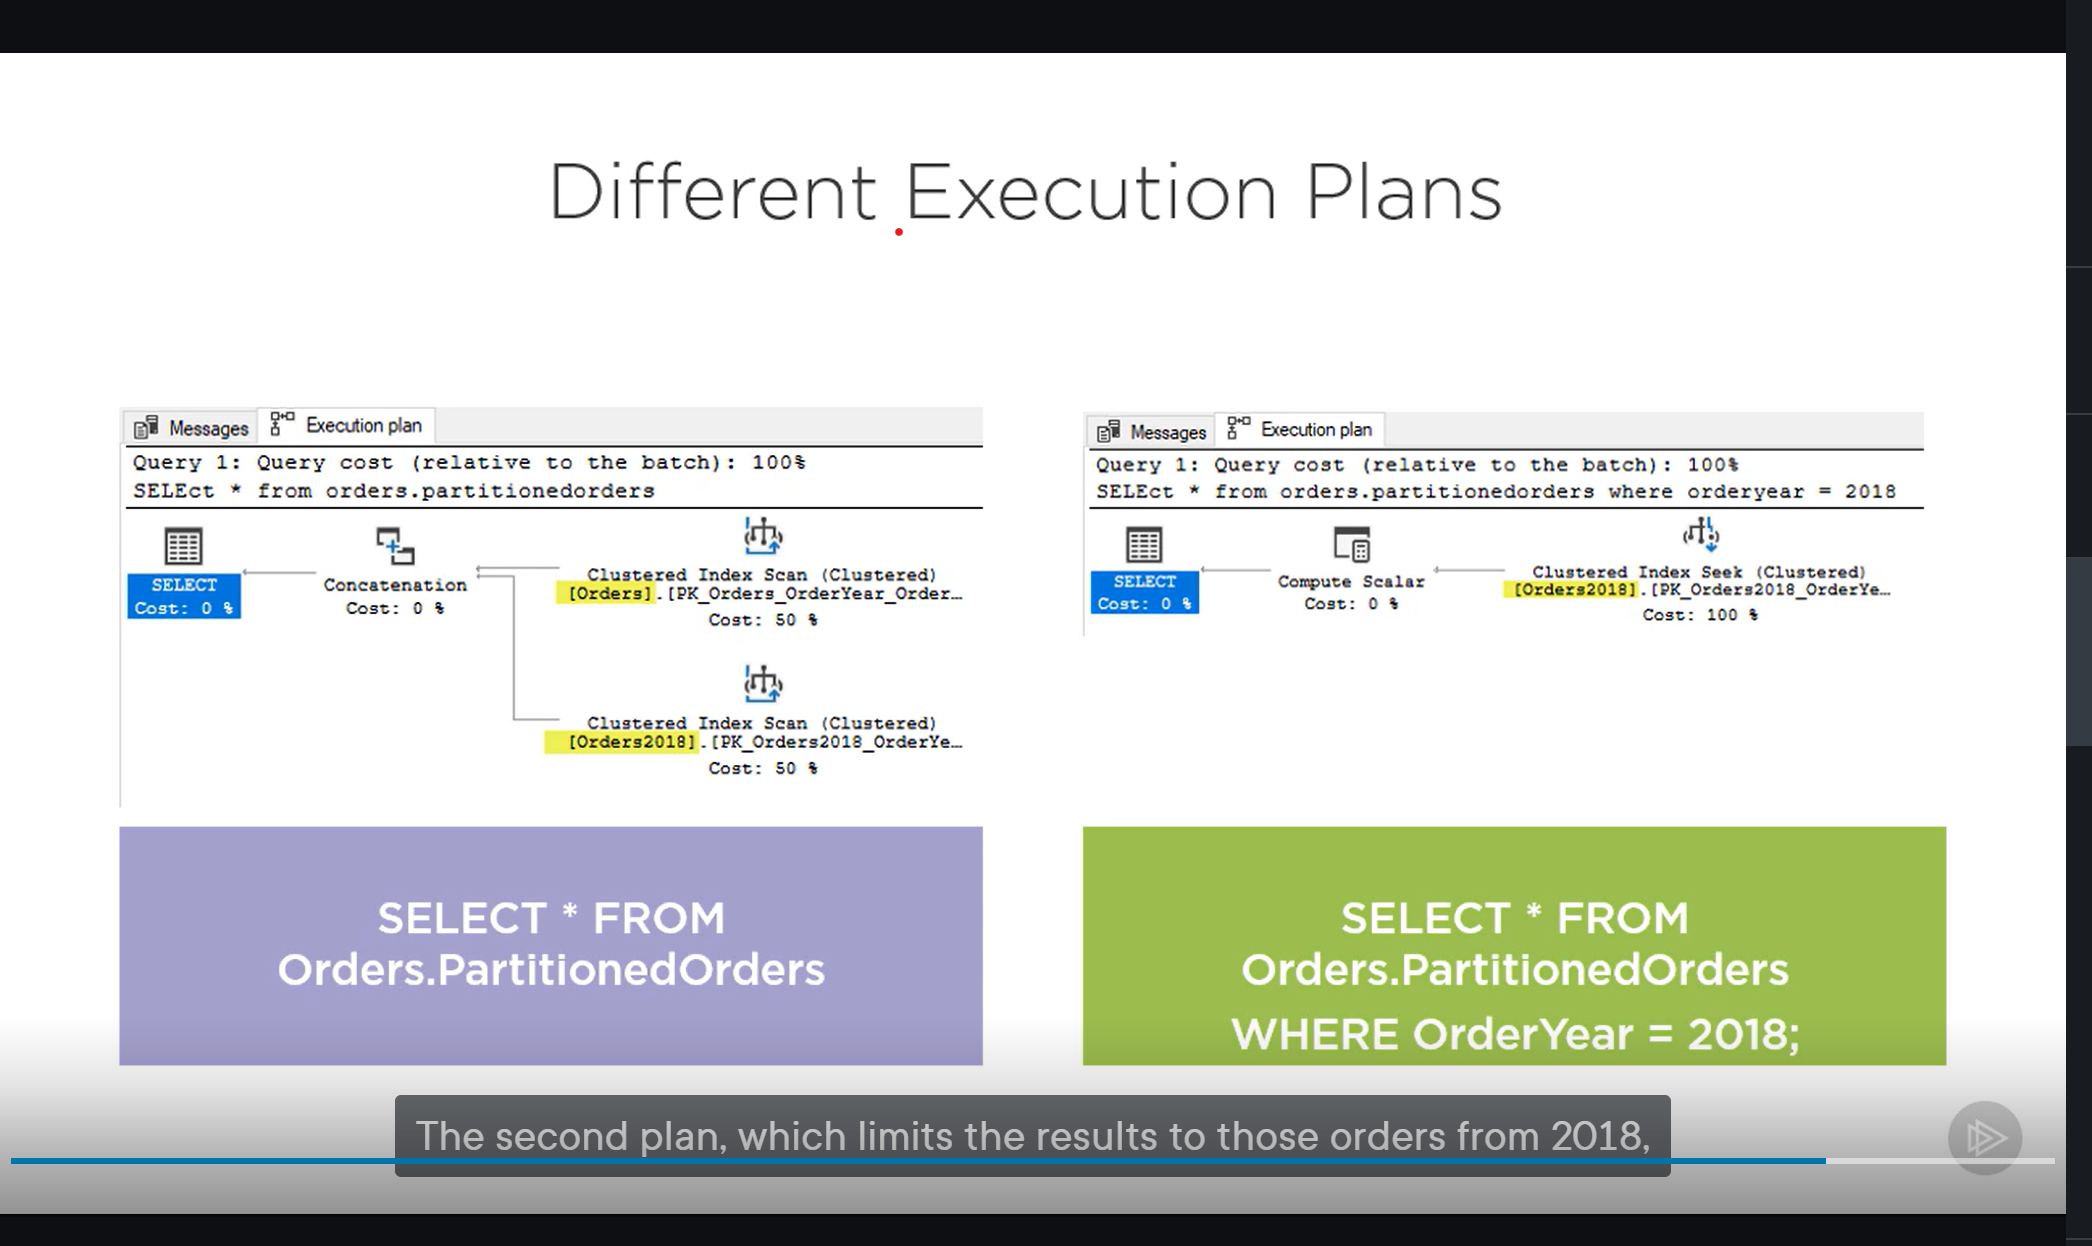 Different Execution Plans
Messages
Execution plan
Query 1: Query cost (relative to the batch): 100%
SELEct * from orders.partitionedorders
SELECT
Cost: 0 %
Concatenation
Cost: 0 %
Clustered Index Scan (Clustered)
[Orders].[PK_Orders_OrderYear_Order…
Cost: 50 %
Clustered Index Scan (Clustered)
[Orders2018].[PK_Orders2018_OrderYe…
Cost: 50 %
SELECT * FROM
Orders.PartitionedOrders
Messages
Execution plan
Query 1: Query cost (relative to the batch): 100%
SELEct * from orders.partitionedorders where orderyear = 2018
SELECT
Cost: 0 %
Compute Scalar
Cost: 0 %
Clustered Index Seek (Clustered)
[Orders2018].[PK_Orders2018_OrderYe…
Cost: 100 %
SELECT * FROM
Orders.PartitionedOrders
WHERE OrderYear = 2018;
The second plan, which limits the results to those orders from 2018,